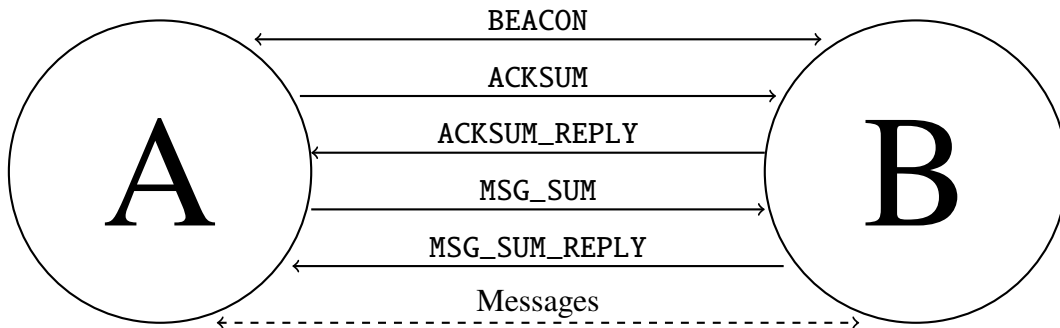 BEACON
ACKSUM
ACKSUM_REPLY
A
B
MSG_SUM
MSG_SUM_REPLY
Messages